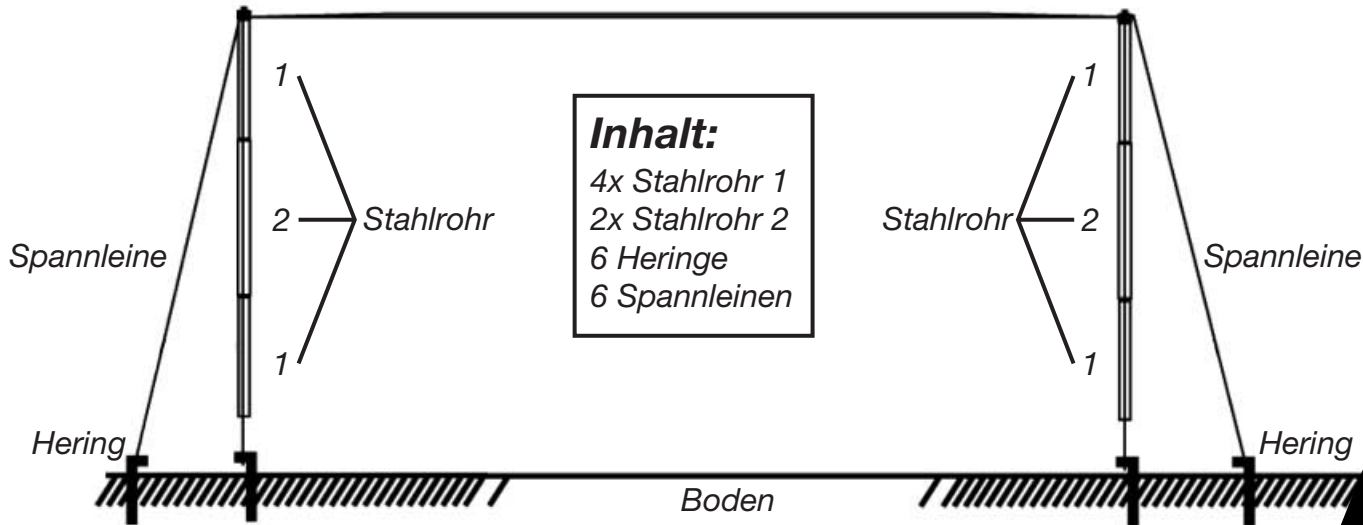 1
1
Inhalt:
4x Stahlrohr 1
2x Stahlrohr 2
6 Heringe
6 Spannleinen
2
Stahlrohr
Stahlrohr
2
Spannleine
Spannleine
1
1
Hering
Hering
Boden